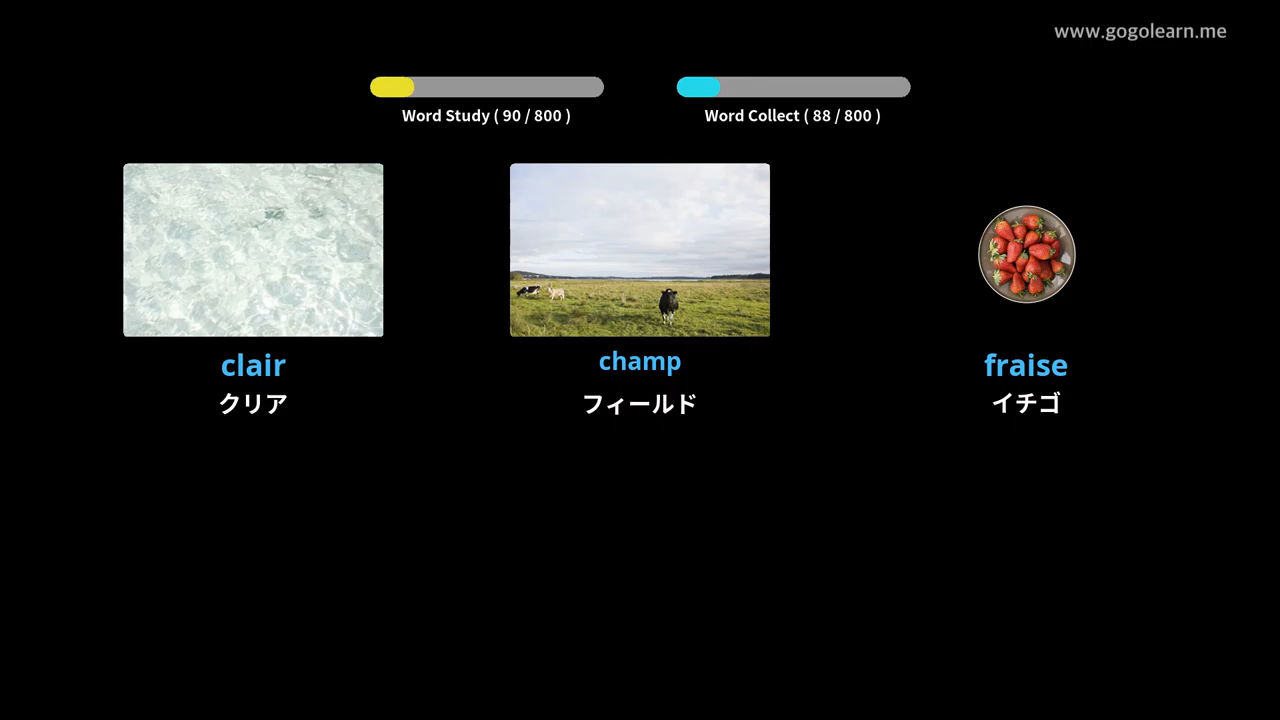 www.gogolearn.me
Word Study ( 90 / 800 )
Word Collect ( 88 / 800 )
clair
クリア
champ
フィールド
fraise
イチゴ